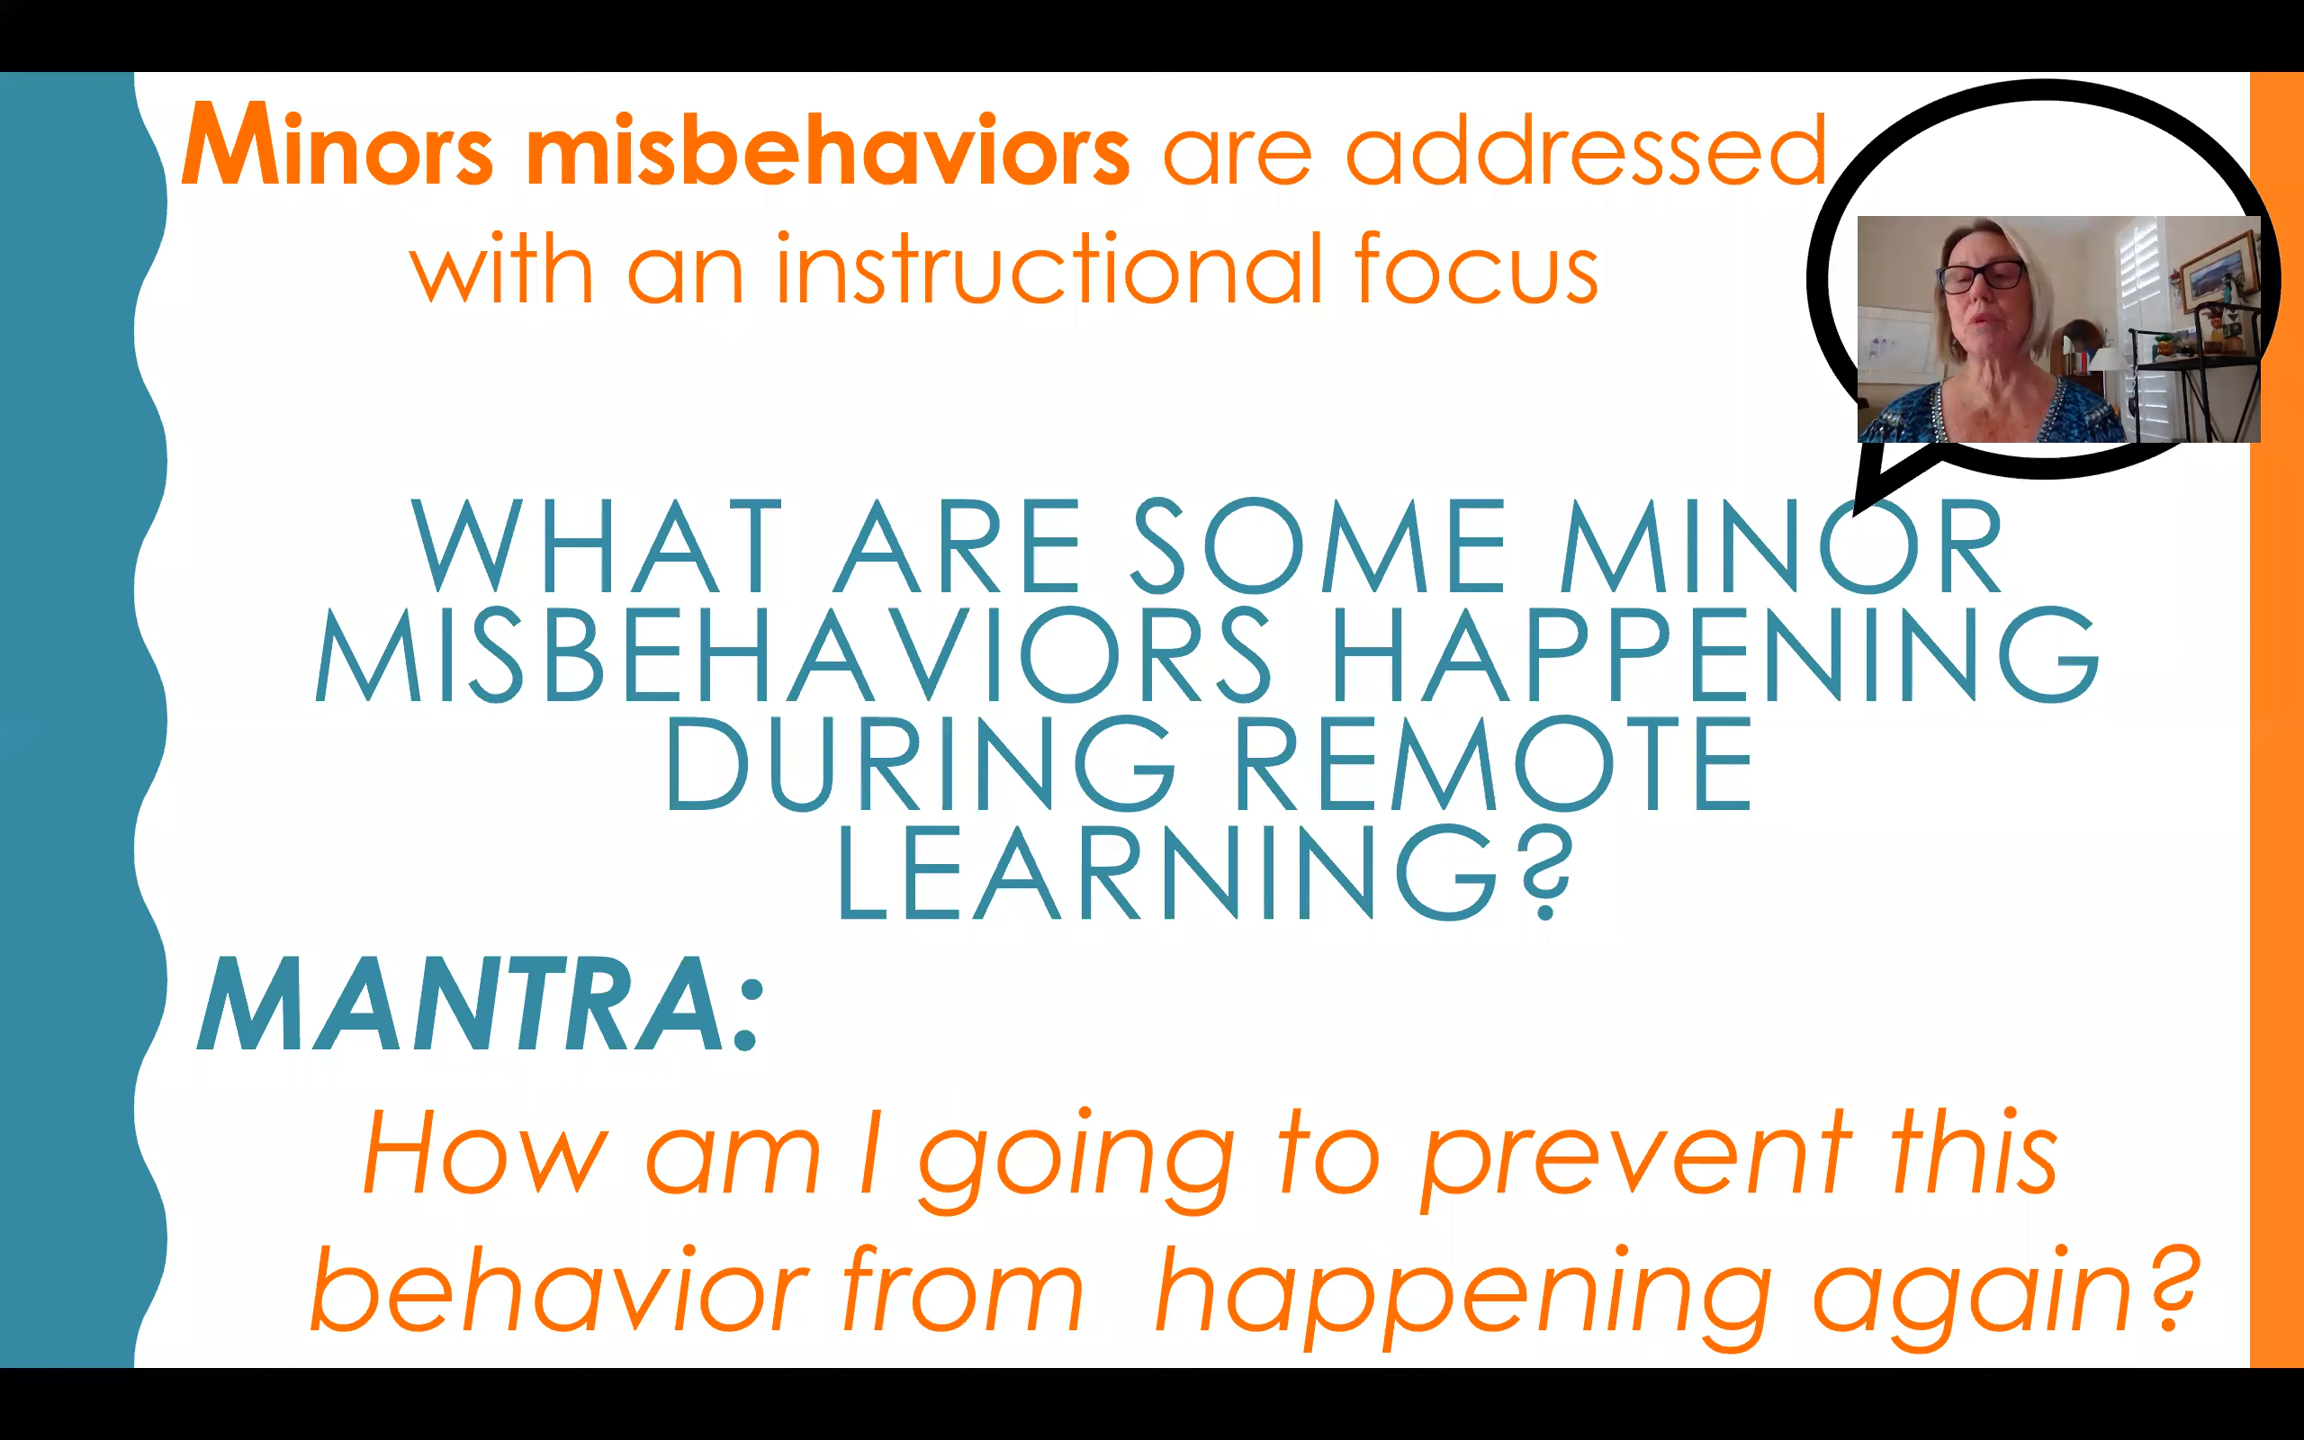 Minors misbehaviors are addressed
with an instructional focus
WHAT ARE SOME MINOR
MISBEHAVIORS HAPPENING
DURING REMOTE
LEARNING?
MANTRA:
How am I going to prevent this
behavior from  happening again?